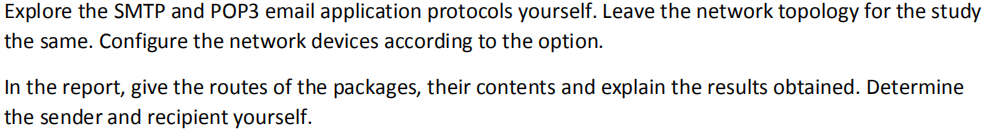 Explore the SMTP and POP3 email application protocols yourself. Leave the network topology for the study
the same. Configure the network devices according to the option.
In the report, give the routes of the packages, their contents and explain the results obtained. Determine
the sender and recipient yourself.